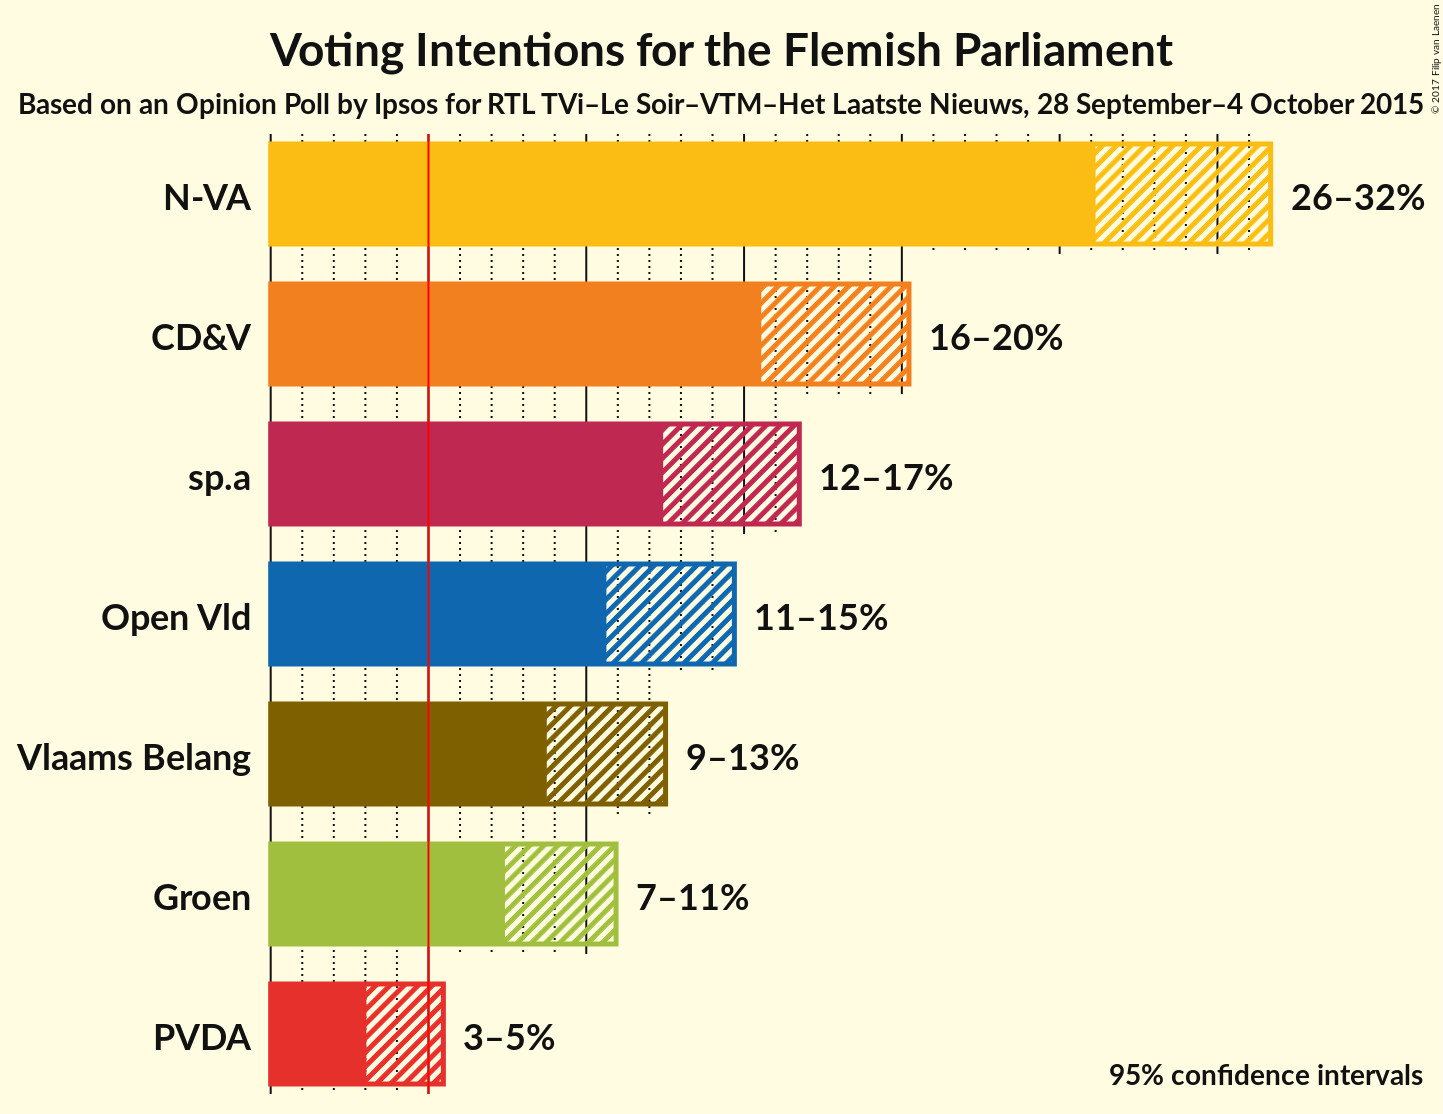 Voting Intentions for the Flemish Parliament
Based on an Opinion Poll by Ipsos for RTL TVi–Le Soir–VTM–Het Laatste Nieuws, 28 September–4 October 2015
© 2017 Filip van Laenen
N-VA 26–32%
CD&V 16–20%
sp.a 12–17%
Open Vld 11–15%
Vlaams Belang 9–13%
Groen 7–11%
PVDA 3–5%
95% confidence intervals